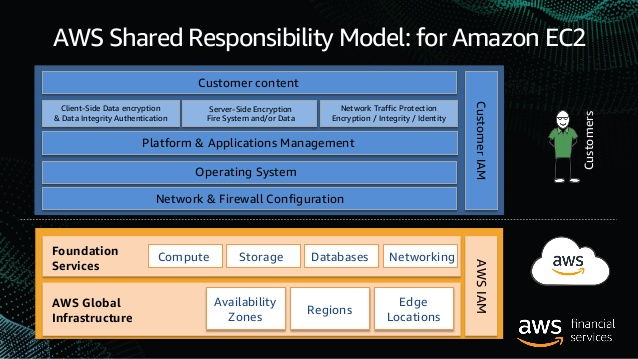 AWS Shared Responsibility Model: for Amazon EC2
Customer content
Client-Side Data encryption
& Data Integrity Authentication
Server-Side Encryption
Fire System and/or Data
Network Traffic Protection
Encryption / Integrity / Identity
Platform & Applications Management
Operating System
Network & Firewall Configuration
Customer IAM
Customers
Foundation
Services
Compute
Storage
Databases
Networking
AWS Global
Infrastructure
Availability
Zones
Regions
Edge
Locations
AWS IAM
aws
aws
financial
services